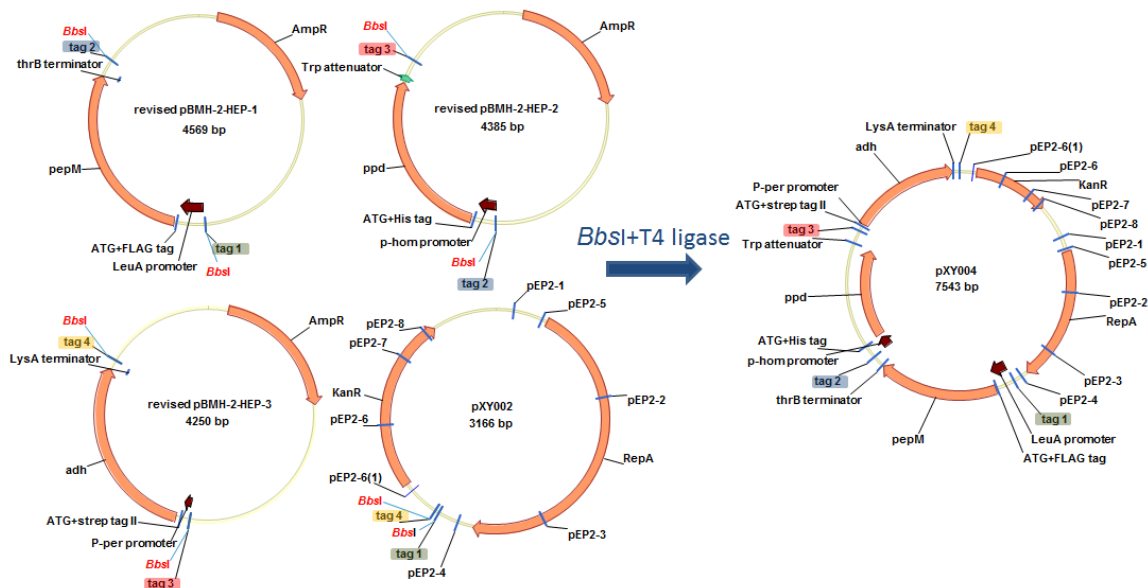 BbsI
tag 2
thrB terminator
AmpR
revised pBMH-2-HEP-1
4569 bp
pepM
ATG+FLAG tag
LeuA promoter
tag 1
BbsI
BbsI
tag 3
Trp attenuator
AmpR
revised pBMH-2-HEP-2
4385 bp
ppd
ATG+His tag
p-hom promoter
BbsI
tag 2
BbsI
tag 4
LysA terminator
AmpR
revised pBMH-2-HEP-3
4250 bp
adh
ATG+strep tag II
P-per promoter
BbsI
tag 3
pEP2-1
pEP2-5
pEP2-8
pEP2-7
KanR
pEP2-6
pXY002
3166 bp
pEP2-2
RepA
pEP2-6(1)
BbsI
tag 4
BbsI
tag 1
pEP2-4
pEP2-3
BbsI+T4 ligase
LysA terminator
tag 4
adh
pEP2-6(1)
pEP2-6
KanR
pEP2-7
pEP2-8
pEP2-1
pEP2-5
P-per promoter
ATG+strep tag II
tag 3
Trp attenuator
pXY004
7543 bp
ppd
pEP2-2
RepA
ATG+His tag
p-hom promoter
tag 2
thrB terminator
pEP2-3
pEP2-4
tag 1
pepM
LeuA promoter
ATG+FLAG tag